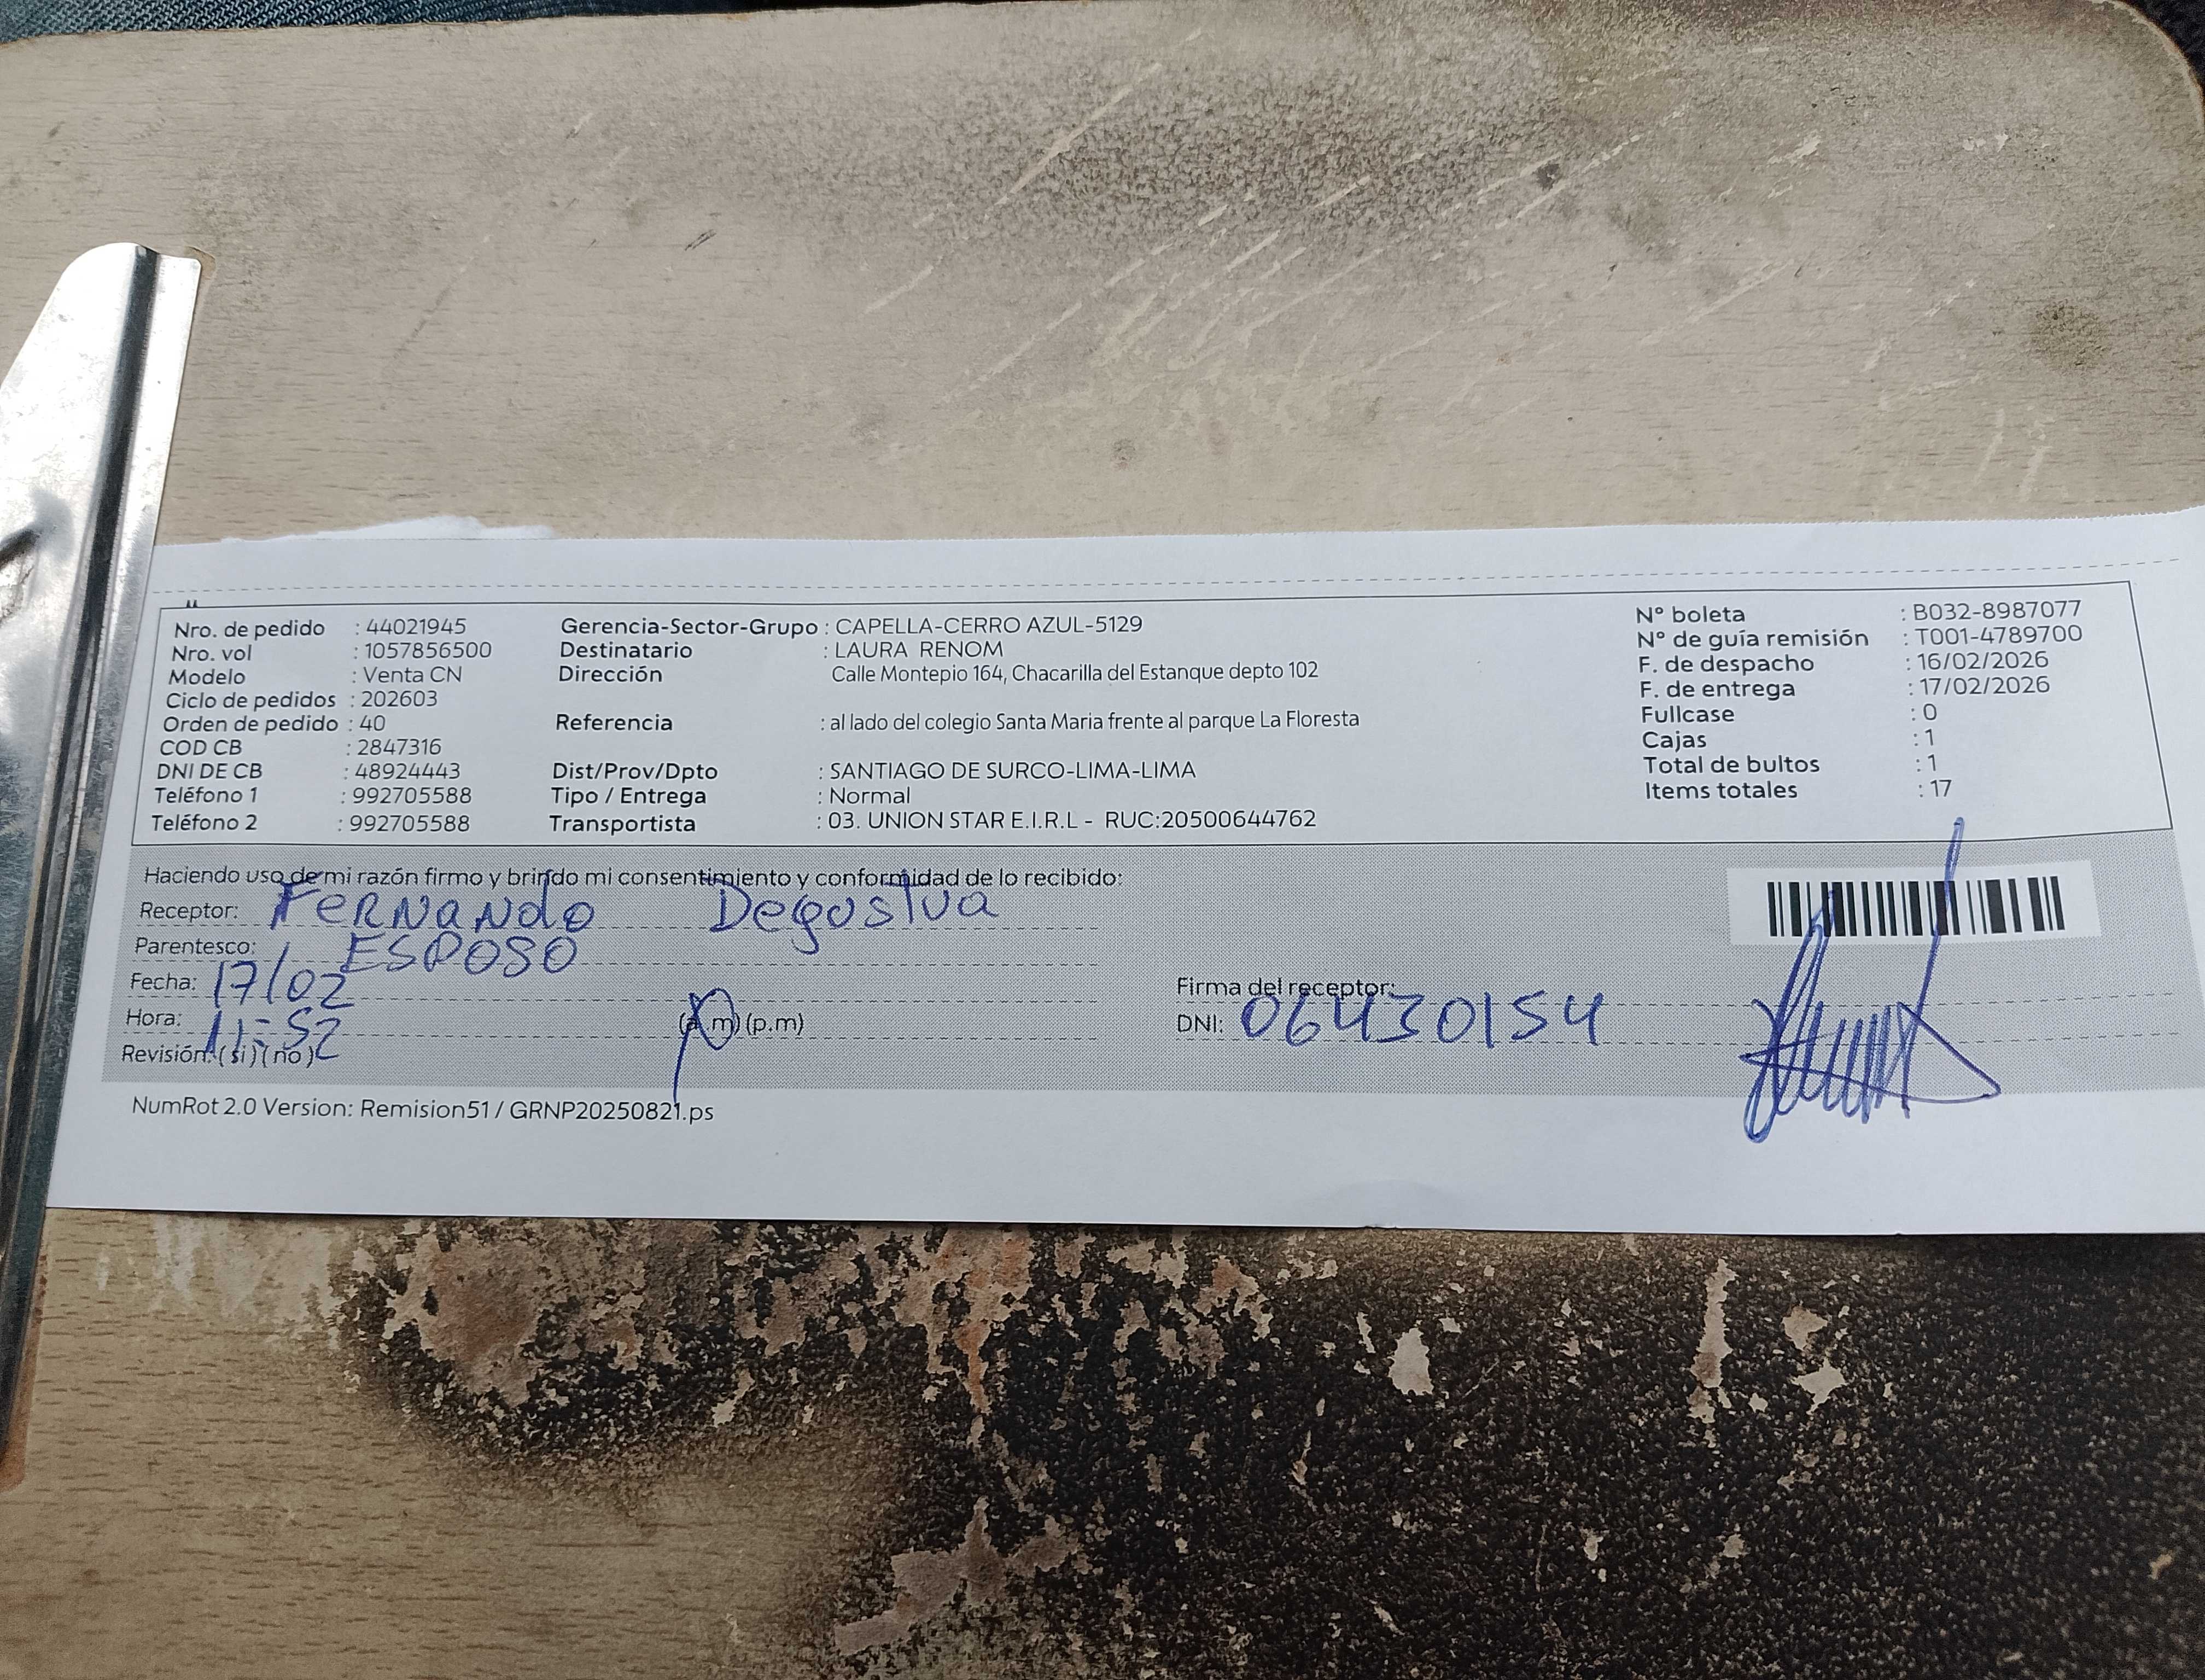 Nro. de pedido : 44021945 Gerencia-Sector-Grupo : CAPELLA-CERRO AZUL-5129 N° boleta : B032-8987077
Nro. vol : 1057856500 Destinatario : LAURA RENOM N° de guía remisión : T001-4789700
Modelo : Venta CN Dirección Calle Montepio 164, Chacarilla del Estanque depto 102 F. de despacho : 16/02/2026
Ciclo de pedidos : 202603 F. de entrega : 17/02/2026
Orden de pedido : 40 Referencia : al lado del colegio Santa Maria frente al parque La Floresta Fullcase : 0
COD CB : 2847316 Cajas : 1
DNI DE CB : 48924443 Dist/Prov/Dpto : SANTIAGO DE SURCO-LIMA-LIMA Total de bultos : 1
Teléfono 1 : 992705588 Tipo / Entrega : Normal Items totales : 17
Teléfono 2 : 992705588 Transportista : 03. UNION STAR E.I.R.L - RUC:20500644762
Haciendo uso de mi razón firmo y brindo mi consentimiento y conformidad de lo recibido:
Receptor: Fernando
Parentesco: ESPOSO
Fecha: 17/02 Firma del receptor:
Hora: 11:52 (a.m) (p.m) DNI: 06430154
Revisión: (si) (no)
NumRot 2.0 Version: Remision51 / GRNP20250821.ps